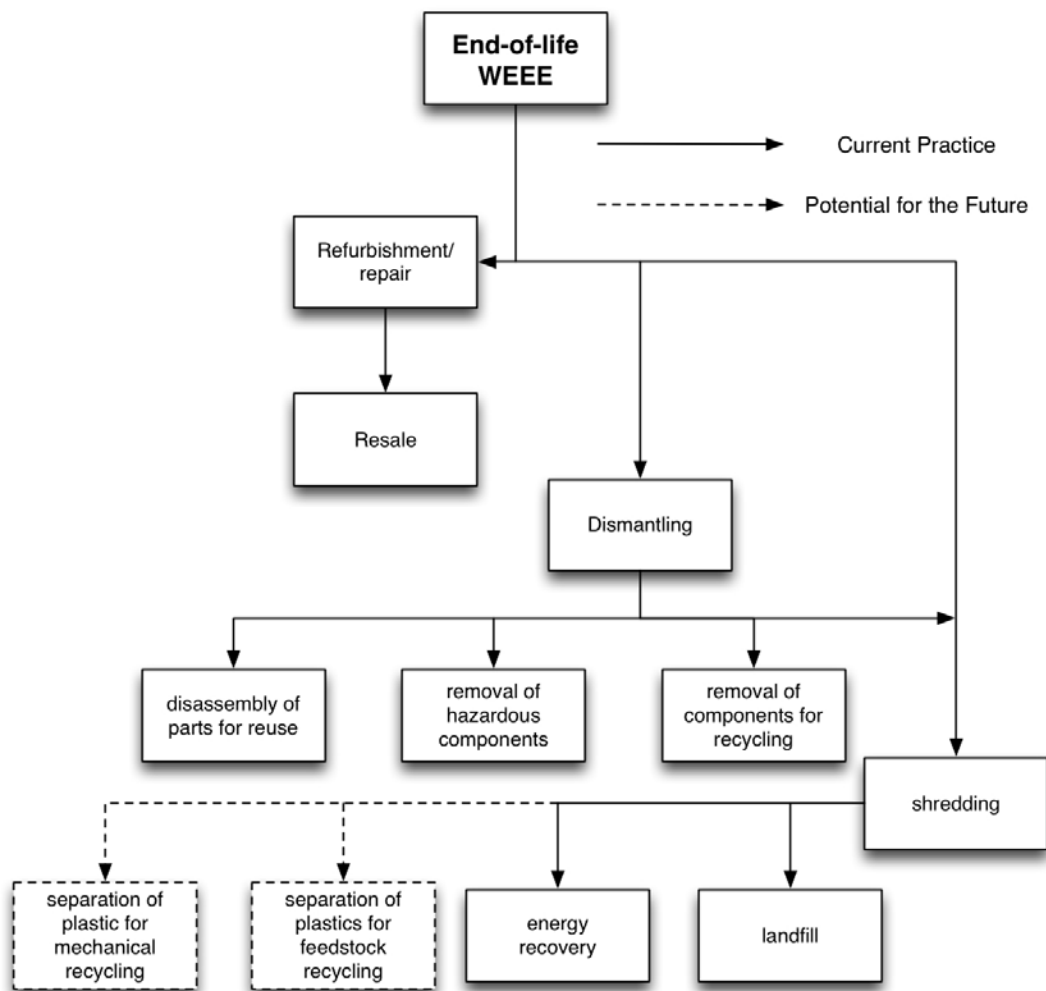 End-of-life
WEEE
Current Practice
Potential for the Future
Refurbishment/
repair
Resale
Dismantling
disassembly of
parts for reuse
removal of
hazardous
components
removal of
components for
recycling
shredding
separation of
plastic for
mechanical
recycling
separation of
plastics for
feedstock
recycling
energy
recovery
landfill